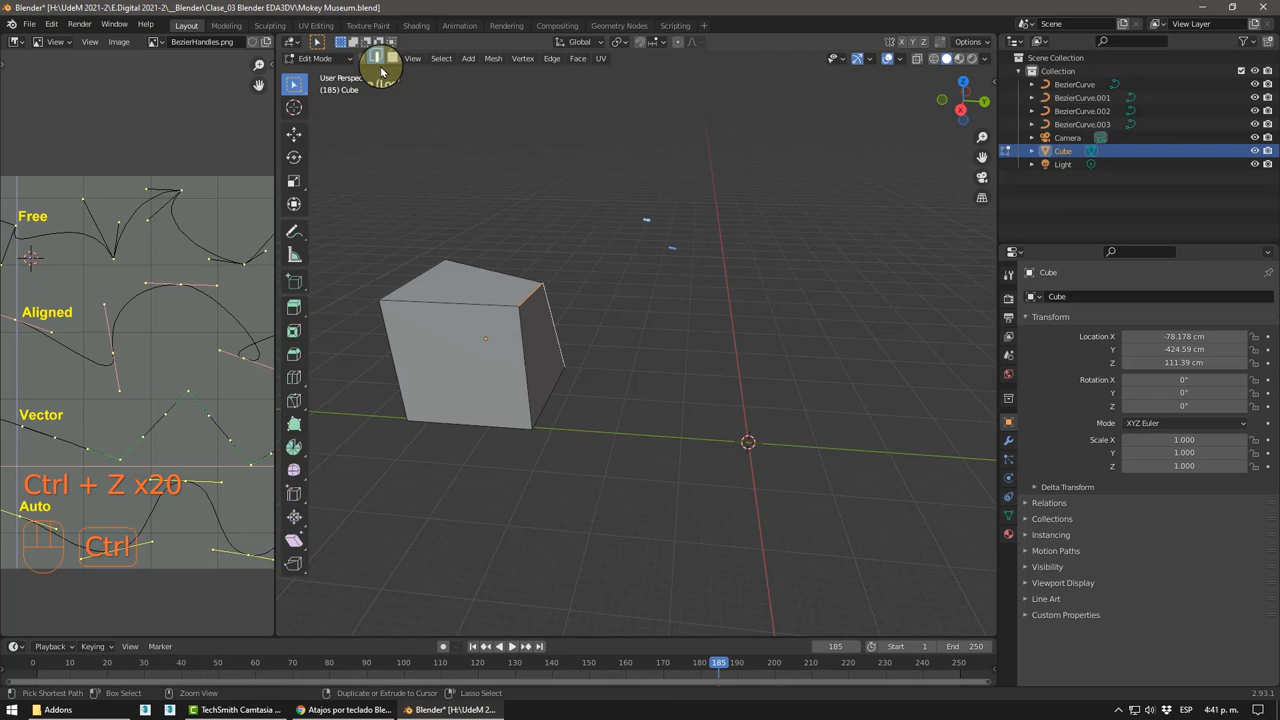 Blender* [H:\UdeM 2021-2\E.Digital 2021-2\__Blender\Clase_03 Blender EDA3DV\Mokey Museum.blend]
File Edit Render Window Help
Layout Modeling Sculpting UV Editing Texture Paint Shading Animation Rendering Compositing Geometry Nodes Scripting +
Scene
View Layer
View View BezierHandles.png
Global
X Y Z Options
Edit Mode View Select Add Mesh Vertex Edge Face UV
User Perspe
(185) Cube
Z
Y
X
Scene Collection
Collection
BezierCurve
BezierCurve.001
BezierCurve.002
BezierCurve.003
Camera
Cube
Light
Free
Aligned
Vector
Auto
Ctrl + Z x20
Ctrl
Cube
Cube
Transform
Location X -78.178 cm
Y -424.59 cm
Z 111.39 cm
Rotation X 0°
Y 0°
Z 0°
Mode XYZ Euler
Scale X 1.000
Y 1.000
Z 1.000
Delta Transform
Relations
Collections
Instancing
Motion Paths
Visibility
Viewport Display
Line Art
Custom Properties
Playback Keying View Marker
185 Start 1 End 250
0 10 20 30 40 50 60 70 80 90 100 110 120 130 140 150 160 170 180 185 190 200 210 220 230 240 250
Pick Shortest Path Box Select Zoom View Duplicate or Extrude to Cursor Lasso Select
2.93.1
Addons
TechSmith Camtasia ...
Atajos por teclado Ble...
Blender* [H:\UdeM 2...
ESP 4:41 p. m.